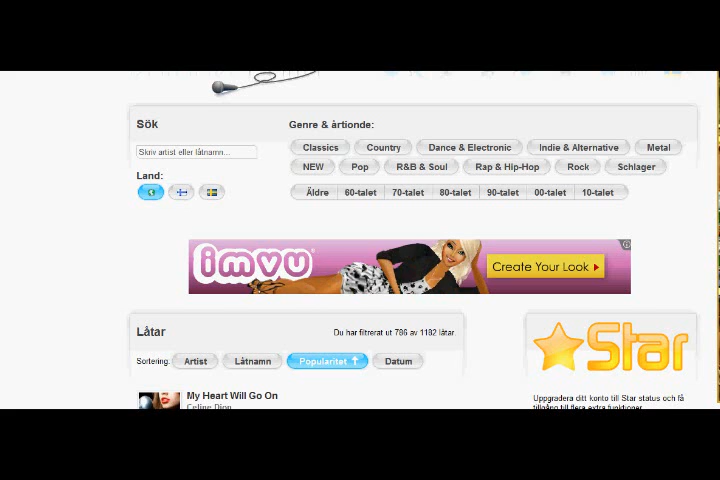 Sök
Genre & årtionde:
Skriv artist eller låtnamn...
Classics
Country
Dance & Electronic
Indie & Alternative
Metal
NEW
Pop
R&B & Soul
Rap & Hip-Hop
Rock
Schlager
Land:
Äldre
60-talet
70-talet
80-talet
90-talet
00-talet
10-talet
imvu
Create Your Look
Låtar
Du har filtrerat ut 786 av 1182 låtar.
Star
Sortering:
Artist
Låtnamn
Popularitet
Datum
My Heart Will Go On
Celine Dion
Uppgradera ditt konto till Star status och få
tillgång till flera extra funktioner